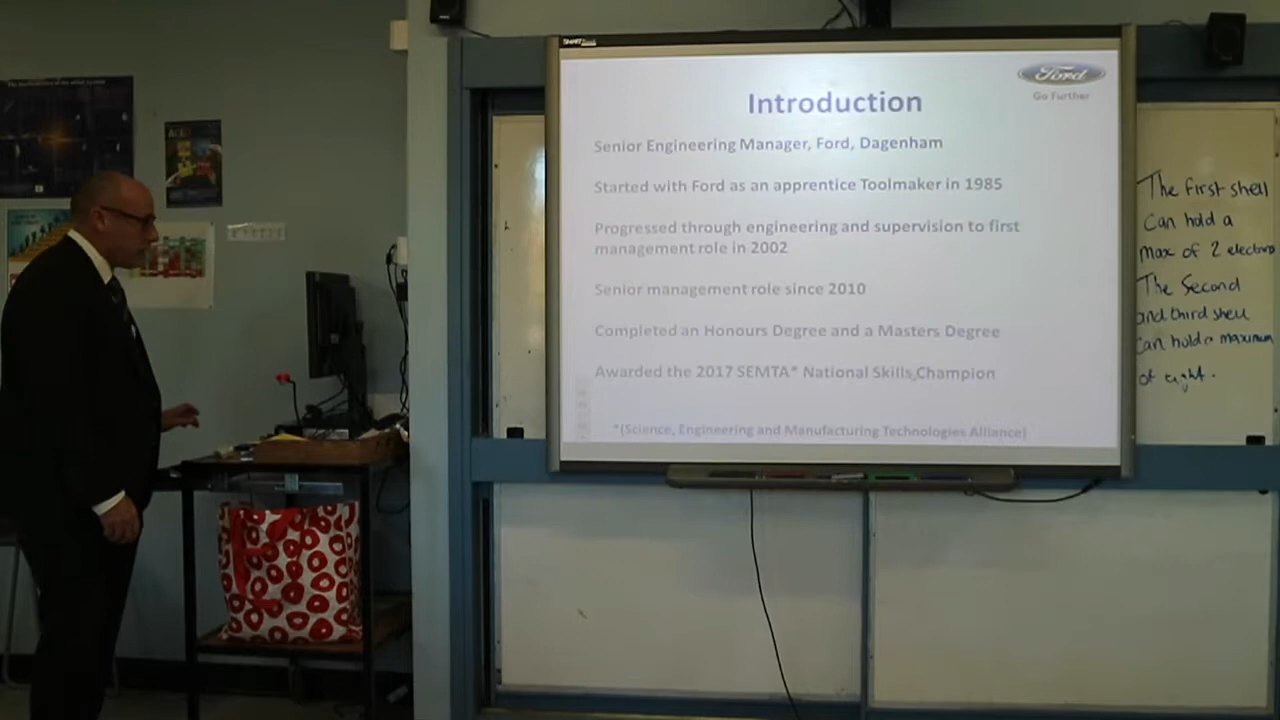 SMART
Ford
Go Further
Introduction
Senior Engineering Manager, Ford, Dagenham
Started with Ford as an apprentice Toolmaker in 1985
Progressed through engineering and supervision to first
management role in 2002
Senior management role since 2010
Completed an Honours Degree and a Masters Degree
Awarded the 2017 SEMTA* National Skills Champion
*(Science, Engineering and Manufacturing Technologies Alliance)
The first shell
can hold a
max of 2 electrons
The Second
and third shell
can hold a maximum
of eight.